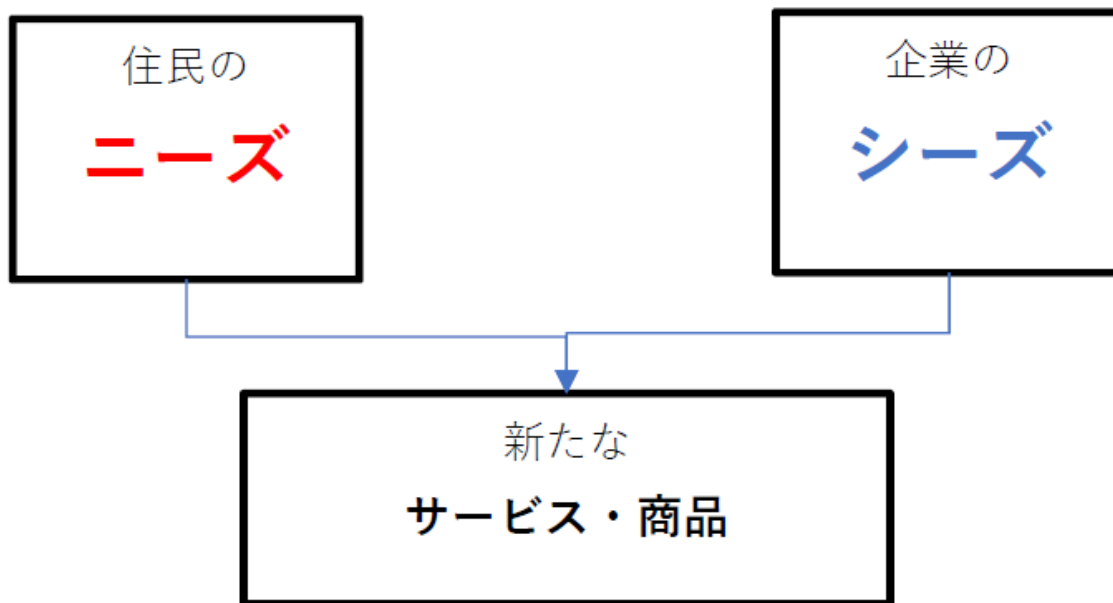 住民の
ニーズ
企業の
シーズ
新たな
サービス・商品